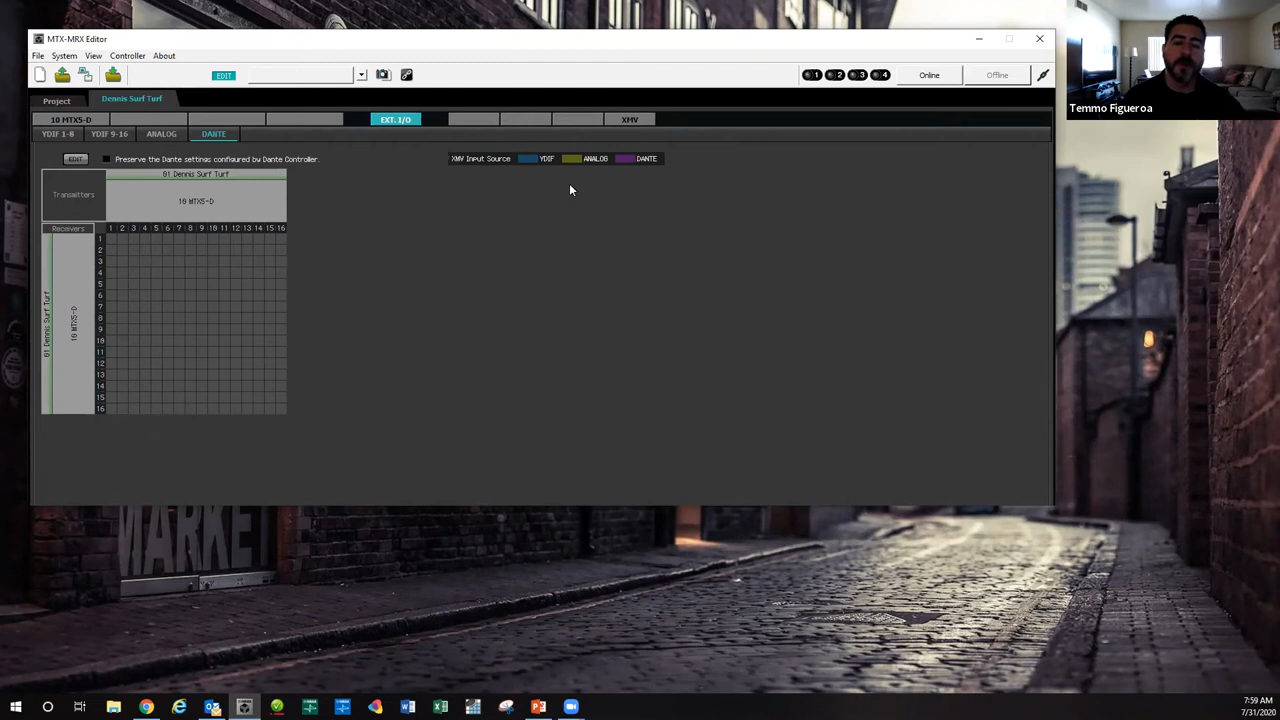 MTX-MRX Editor
File System View Controller About
EDIT
1 2 3 4 Online Offline
Project Dennis Surf Turf
10 MTX5-D EXT. I/O XMV
YDIF 1-8 YDIF 9-16 ANALOG DANTE
EDIT Preserve the Dante settings configured by Dante Controller.
XMV Input Source YDIF ANALOG DANTE
Transmitters
01 Dennis Surf Turf
10 MTX5-D
Receivers
1 2 3 4 5 6 7 8 9 10 11 12 13 14 15 16
01 Dennis Surf Turf
10 MTX5-D
1
2
3
4
5
6
7
8
9
10
11
12
13
14
15
16
Temmo Figueroa
MARKET
7:59 AM
7/31/2020